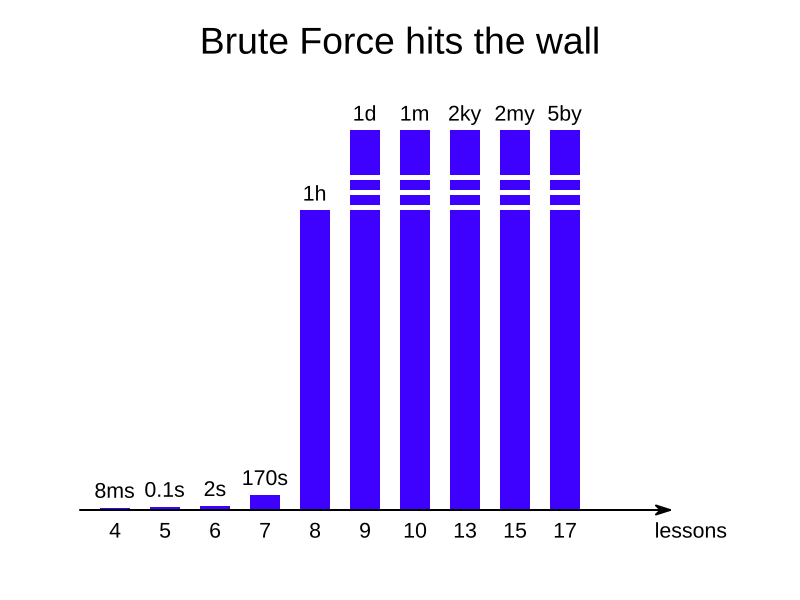 Brute Force hits the wall
1d 1m 2ky 2my 5by
1h
8ms 0.1s 2s 170s
4 5 6 7 8 9 10 13 15 17 lessons